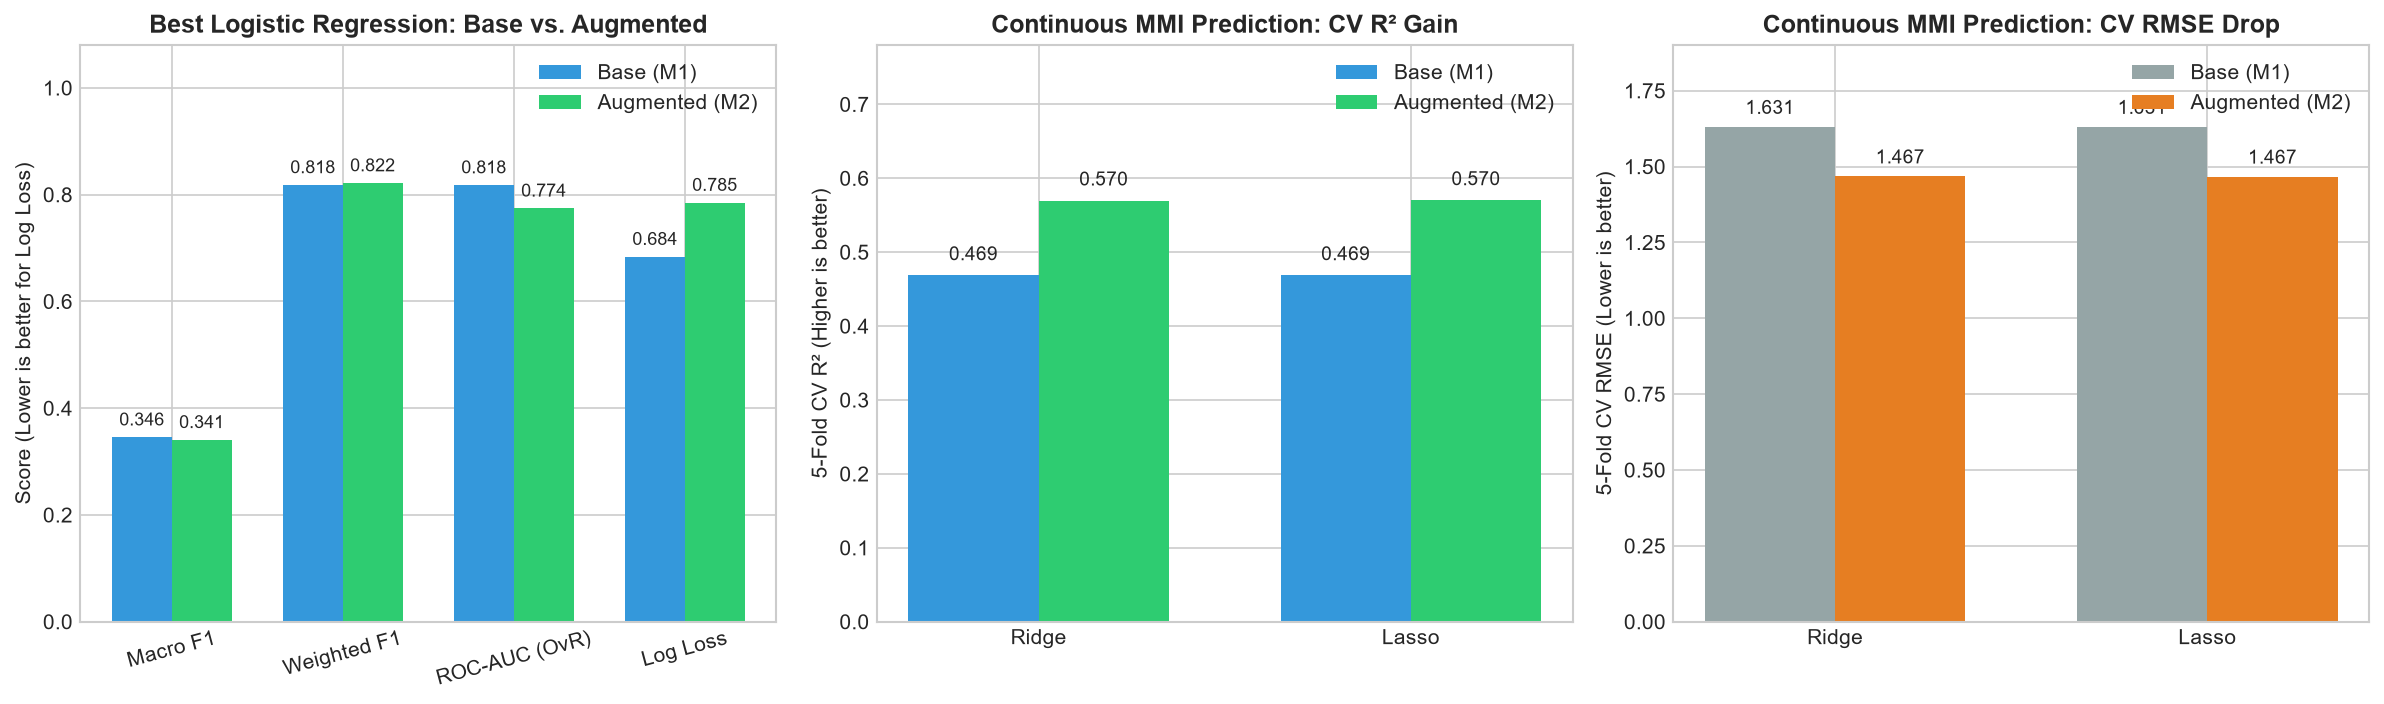 Best Logistic Regression: Base vs. Augmented
Score (Lower is better for Log Loss)
1.0
0.8
0.6
0.4
0.2
0.0
Base (M1)
Augmented (M2)
0.346
0.341
0.818
0.822
0.818
0.774
0.684
0.785
Macro F1
Weighted F1
ROC-AUC (OvR)
Log Loss
Continuous MMI Prediction: CV R² Gain
5-Fold CV R² (Higher is better)
0.7
0.6
0.5
0.4
0.3
0.2
0.1
0.0
Base (M1)
Augmented (M2)
0.469
0.570
0.469
0.570
Ridge
Lasso
Continuous MMI Prediction: CV RMSE Drop
5-Fold CV RMSE (Lower is better)
1.75
1.50
1.25
1.00
0.75
0.50
0.25
0.00
Base (M1)
Augmented (M2)
1.631
1.467
1.467
Ridge
Lasso